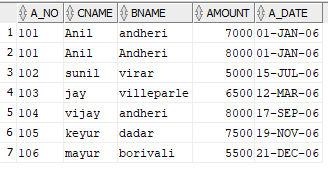 A_NO CNAME BNAME AMOUNT A_DATE
1 101 Anil andheri 7000 01-JAN-06
2 101 Anil Andheri 8000 01-JAN-06
3 102 sunil virar 5000 15-JUL-06
4 103 jay villeparle 6500 12-MAR-06
5 104 vijay andheri 8000 17-SEP-06
6 105 keyur dadar 7500 19-NOV-06
7 106 mayur borivali 5500 21-DEC-06